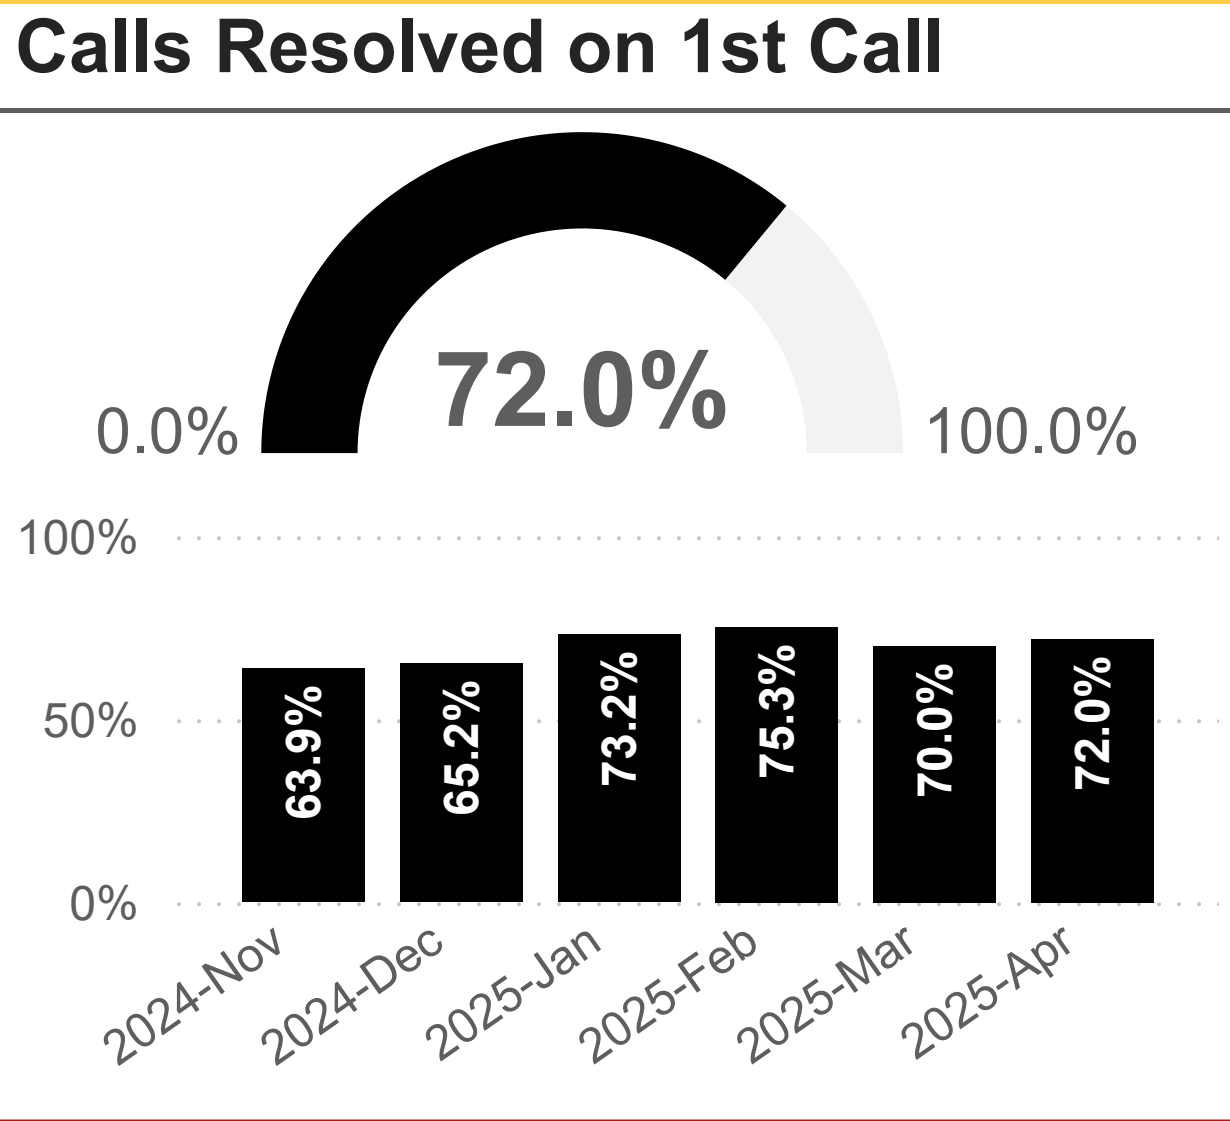 Calls Resolved on 1st Call
72.0%
0.0%
100.0%
100%
50%
0%
63.9%
65.2%
73.2%
75.3%
70.0%
72.0%
2024-Nov
2024-Dec
2025-Jan
2025-Feb
2025-Mar
2025-Apr